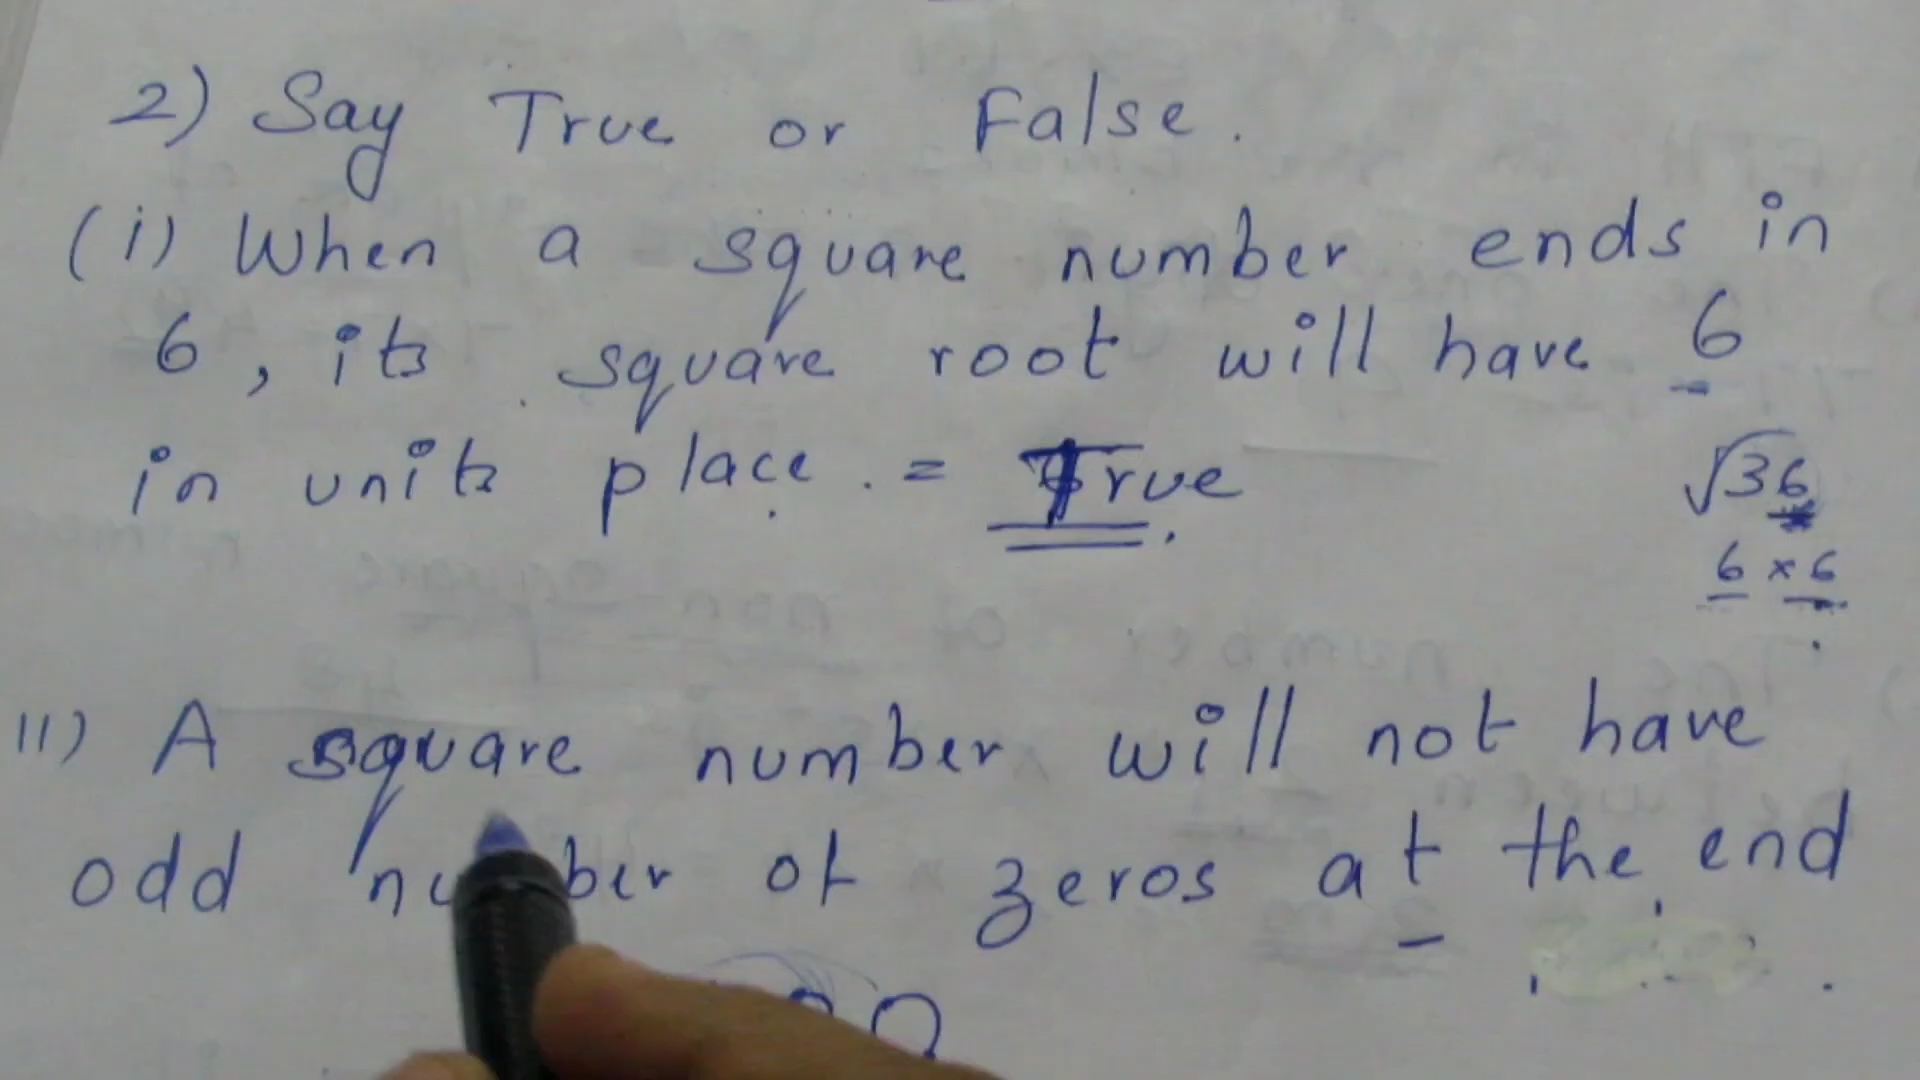 2) Say True or False.
(i) When a square number ends in
6, its square root will have 6
in units place. = True
√36
6 × 6
II) A square number will not have
odd number of zeros at the end